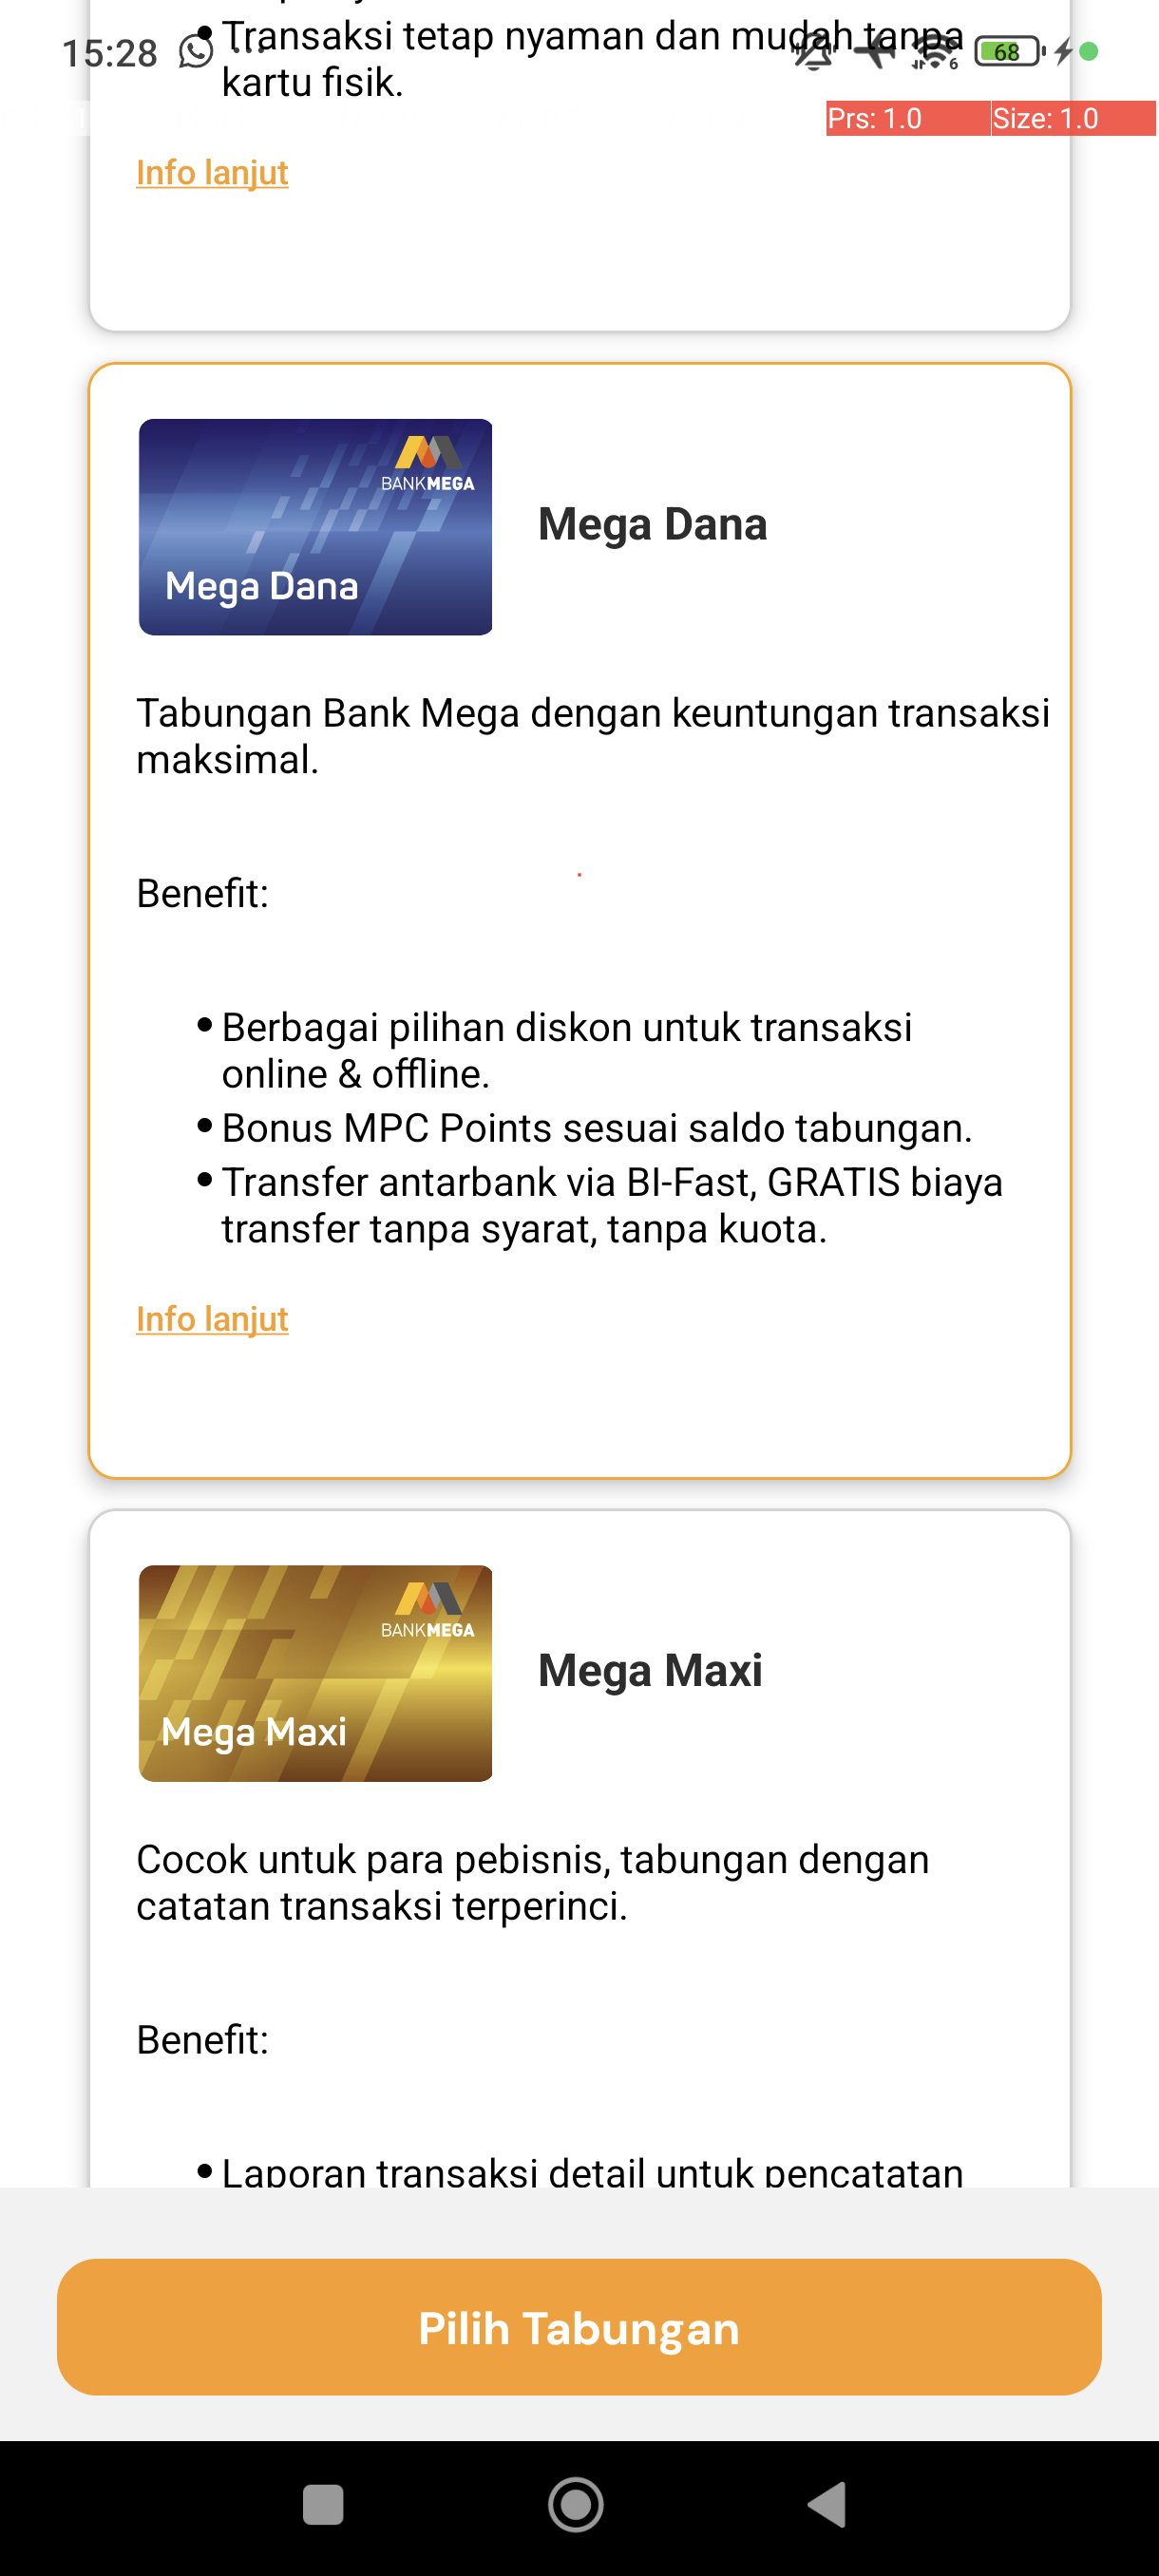 Transaksi tetap nyaman dan mudah tanpa
15:28 ... 6 68
kartu fisik.
Prs: 1.0 Size: 1.0
Info lanjut
BANKMEGA
Mega Dana
Mega Dana
Tabungan Bank Mega dengan keuntungan transaksi
maksimal.
Benefit:
• Berbagai pilihan diskon untuk transaksi
online & offline.
• Bonus MPC Points sesuai saldo tabungan.
• Transfer antarbank via BI-Fast, GRATIS biaya
transfer tanpa syarat, tanpa kuota.
Info lanjut
BANKMEGA
Mega Maxi
Mega Maxi
Cocok untuk para pebisnis, tabungan dengan
catatan transaksi terperinci.
Benefit:
• Laporan transaksi detail untuk pencatatan
Pilih Tabungan